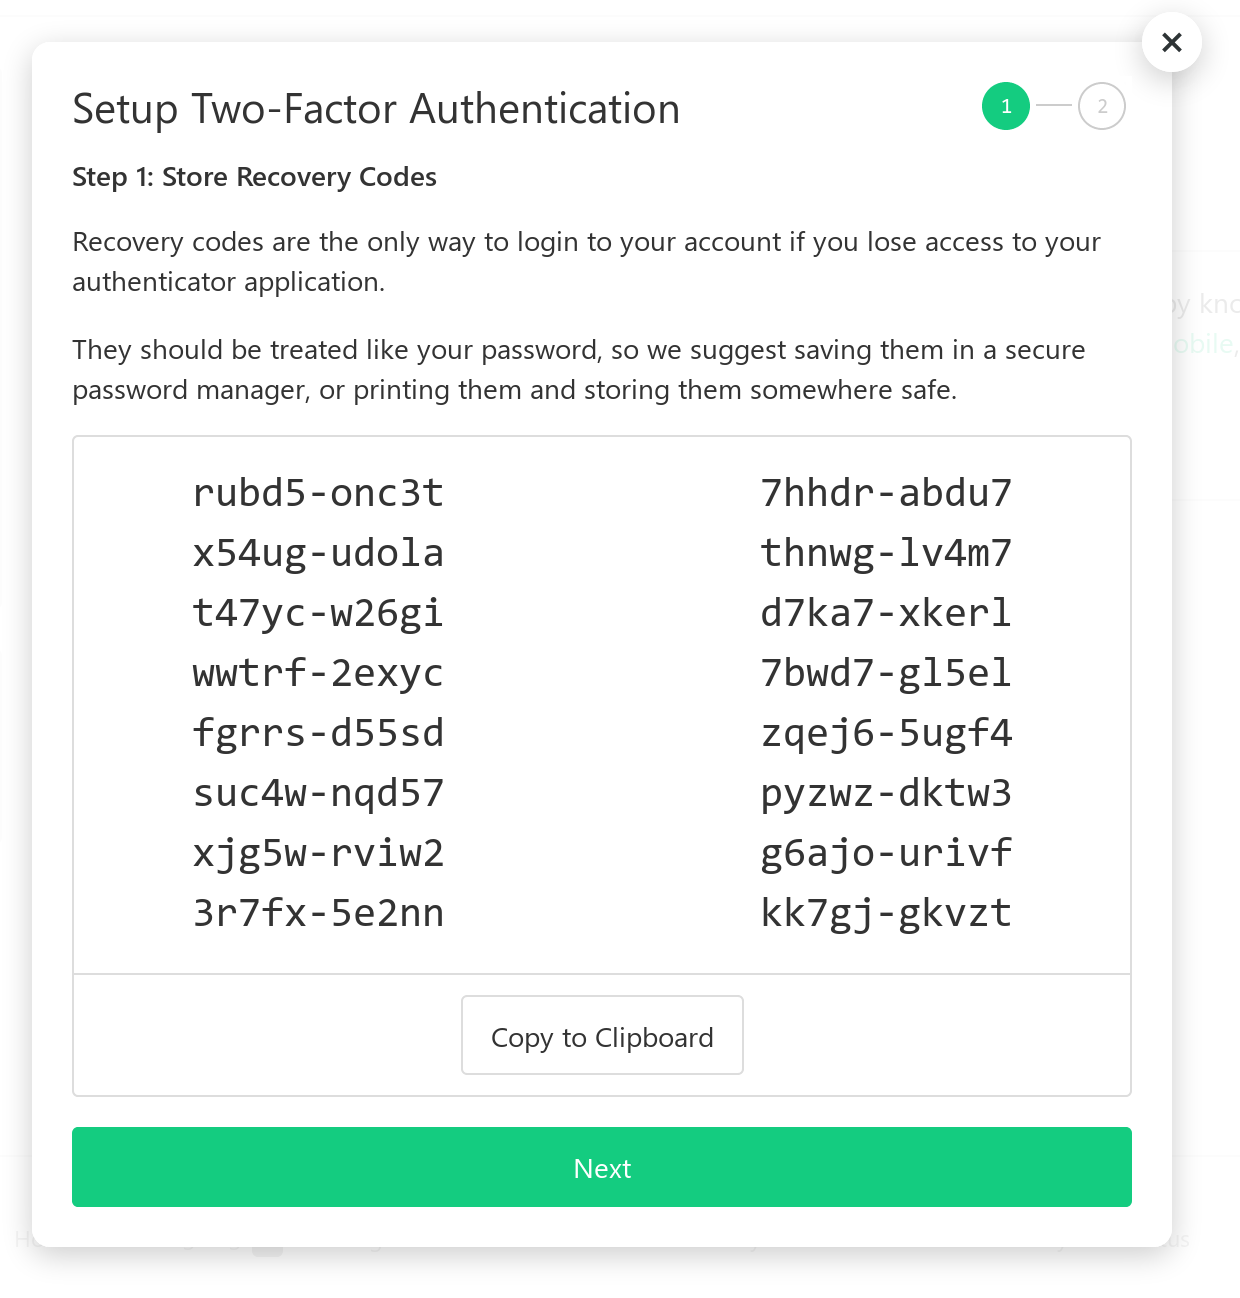 Setup Two-Factor Authentication
1
2
Step 1: Store Recovery Codes
Recovery codes are the only way to login to your account if you lose access to your
authenticator application.
They should be treated like your password, so we suggest saving them in a secure
password manager, or printing them and storing them somewhere safe.
rubd5-onc3t 7hhdr-abdu7
x54ug-udola thnwg-lv4m7
t47yc-w26gi d7ka7-xkerl
wwtrf-2exyc 7bwd7-gl5el
fgrrs-d55sd zqej6-5ugf4
suc4w-nqd57 pyzwz-dktw3
xjg5w-rviw2 g6ajo-urivf
3r7fx-5e2nn kk7gj-gkvzt
Copy to Clipboard
Next